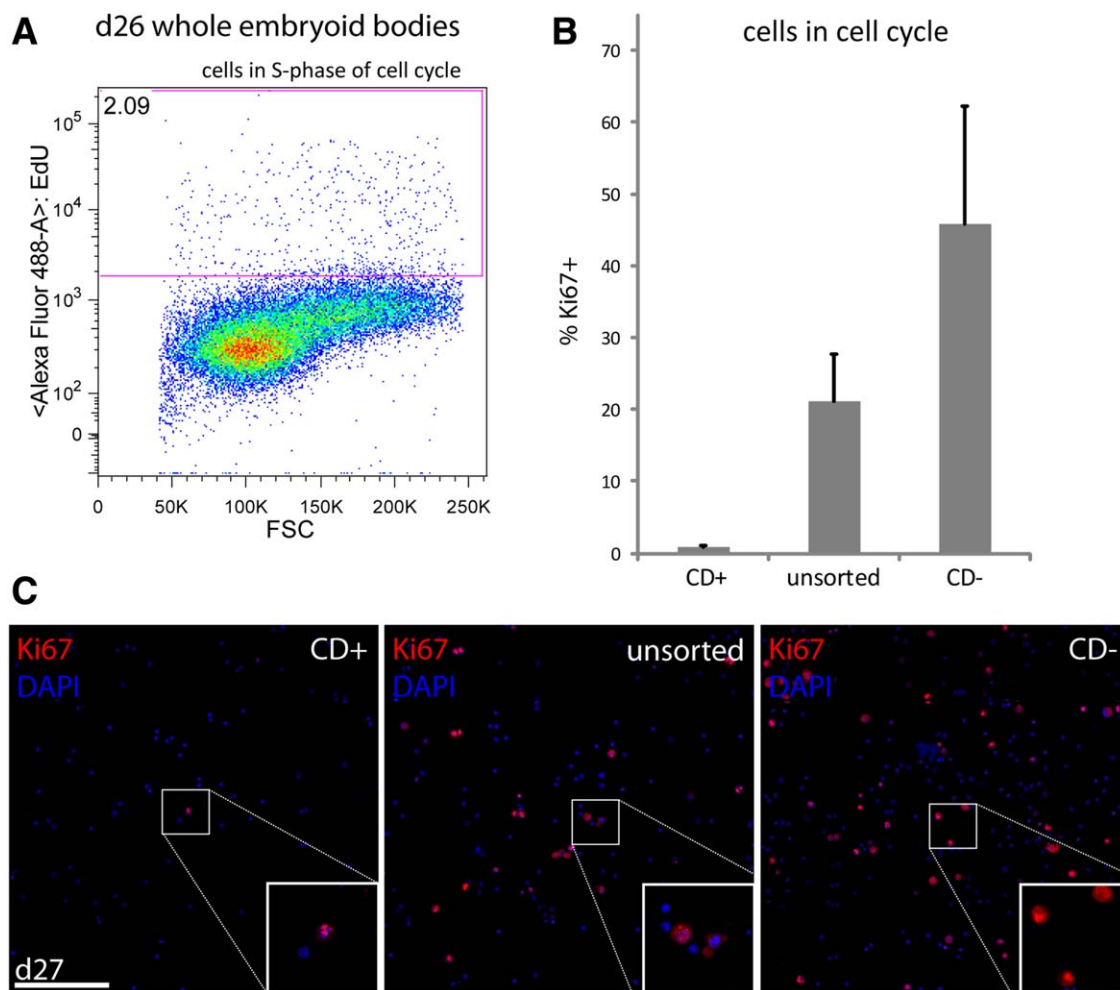 A
d26 whole embryoid bodies
cells in S-phase of cell cycle
2.09
<Alexa Fluor 488-A>: EdU
10^5
10^4
10^3
10^2
0
0 50K 100K 150K 200K 250K
FSC
B
cells in cell cycle
% Ki67+
70
60
50
40
30
20
10
0
CD+ unsorted CD-
C
Ki67 CD+
DAPI
d27
Ki67 unsorted
DAPI
Ki67 CD-
DAPI